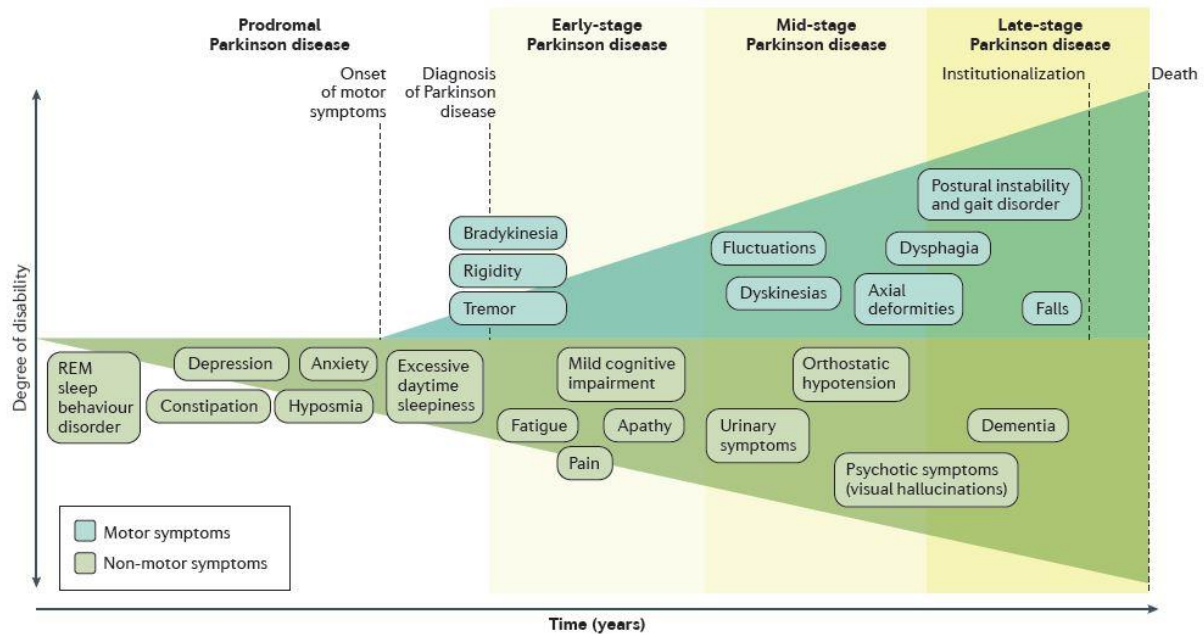 Prodromal
Parkinson disease
Early-stage
Parkinson disease
Mid-stage
Parkinson disease
Late-stage
Parkinson disease
Onset
of motor
symptoms
Diagnosis
of Parkinson
disease
Institutionalization
Death
Degree of disability
Postural instability
and gait disorder
Bradykinesia
Rigidity
Tremor
Fluctuations
Dysphagia
Dyskinesias
Axial
deformities
Falls
REM
sleep
behaviour
disorder
Depression
Anxiety
Constipation
Hyposmia
Excessive
daytime
sleepiness
Mild cognitive
impairment
Fatigue
Apathy
Pain
Orthostatic
hypotension
Urinary
symptoms
Dementia
Psychotic symptoms
(visual hallucinations)
Motor symptoms
Non-motor symptoms
Time (years)